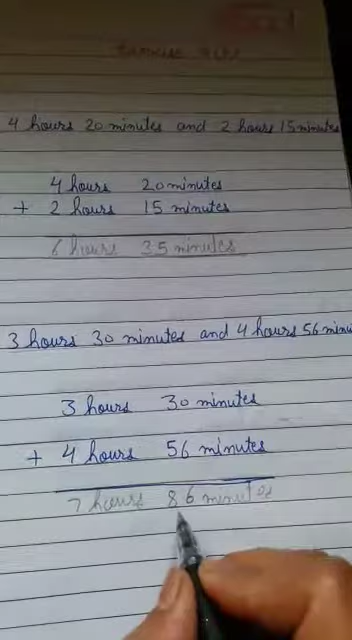 4 hours 20 minutes and 2 hours 15 minutes
4 hours 20 minutes
+ 2 hours 15 minutes
6 hours 35 minutes
3 hours 30 minutes and 4 hours 56 minu
3 hours 30 minutes
+ 4 hours 56 minutes
7 hours 86 minutes